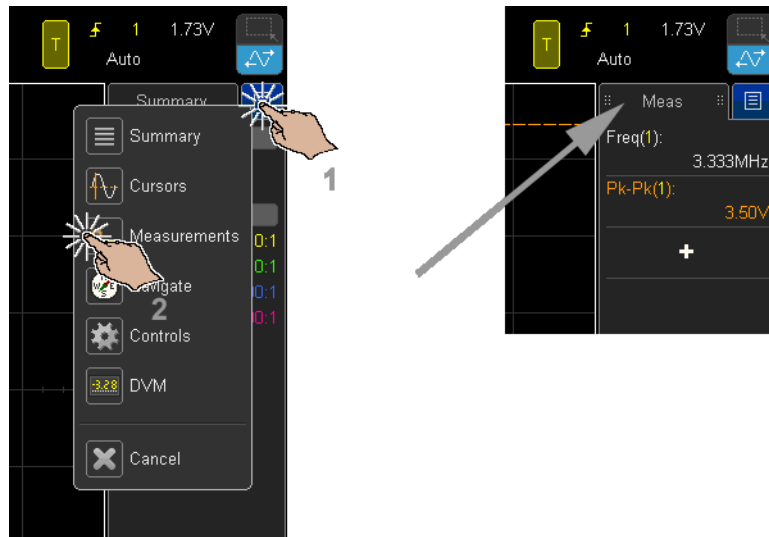 T
1
1.73V
Auto
Summary
Summary
Cursors
Measurements
Navigate
Controls
DVM
Cancel
-3.28
0:1
0:1
00:1
0:1
N
W
E
S
1
2
T
1
1.73V
Auto
Meas
Freq(1):
3.333MHz
Pk-Pk(1):
3.50V
+